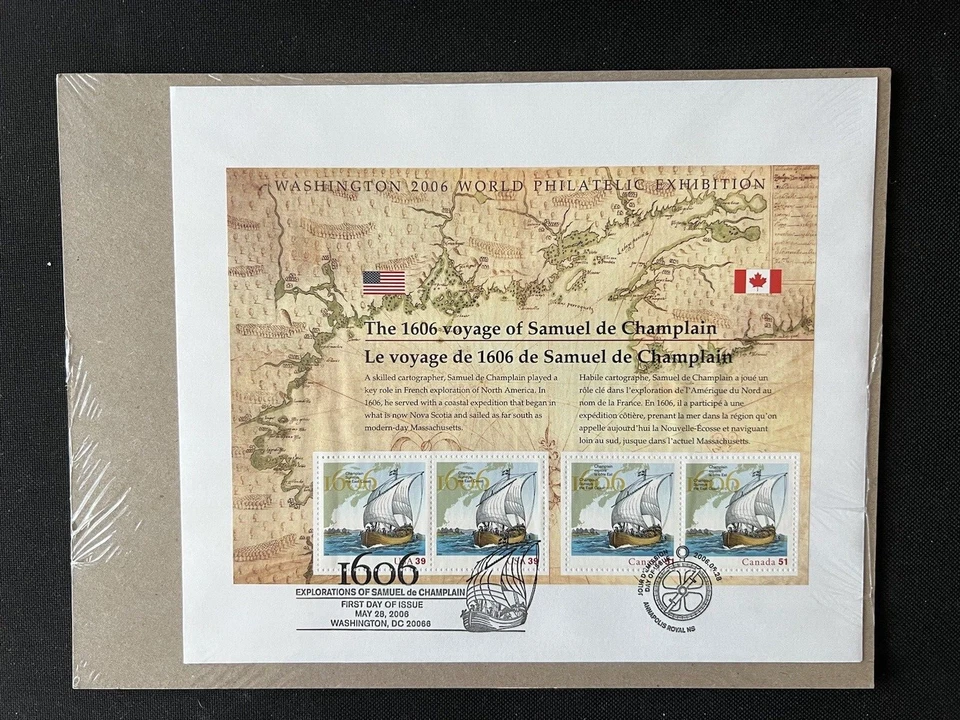 WASHINGTON 2006 WORLD PHILATELIC EXHIBITION
The 1606 voyage of Samuel de Champlain
Le voyage de 1606 de Samuel de Champlain
A skilled cartographer, Samuel de Champlain played a
key role in French exploration of North America. In
1606, he served with a coastal expedition that began in
what is now Nova Scotia and sailed as far south as
modern-day Massachusetts.
Habile cartographe, Samuel de Champlain a joué un
rôle clé dans l'exploration de l'Amérique du Nord au
nom de la France. En 1606, il a participé à une
expédition côtière, prenant la mer dans la région qu'on
appelle aujourd'hui la Nouvelle-Écosse et naviguant
loin au sud, jusque dans l'actuel Massachusetts.
1606
1606
1606
1606
USA 39
USA 39
Canada 51
Canada 51
1606
EXPLORATIONS OF SAMUEL de CHAMPLAIN
FIRST DAY OF ISSUE
MAY 28, 2006
WASHINGTON, DC 20066
JOUR D'ÉMISSION
DAY OF ISSUE
ANNAPOLIS ROYAL NS